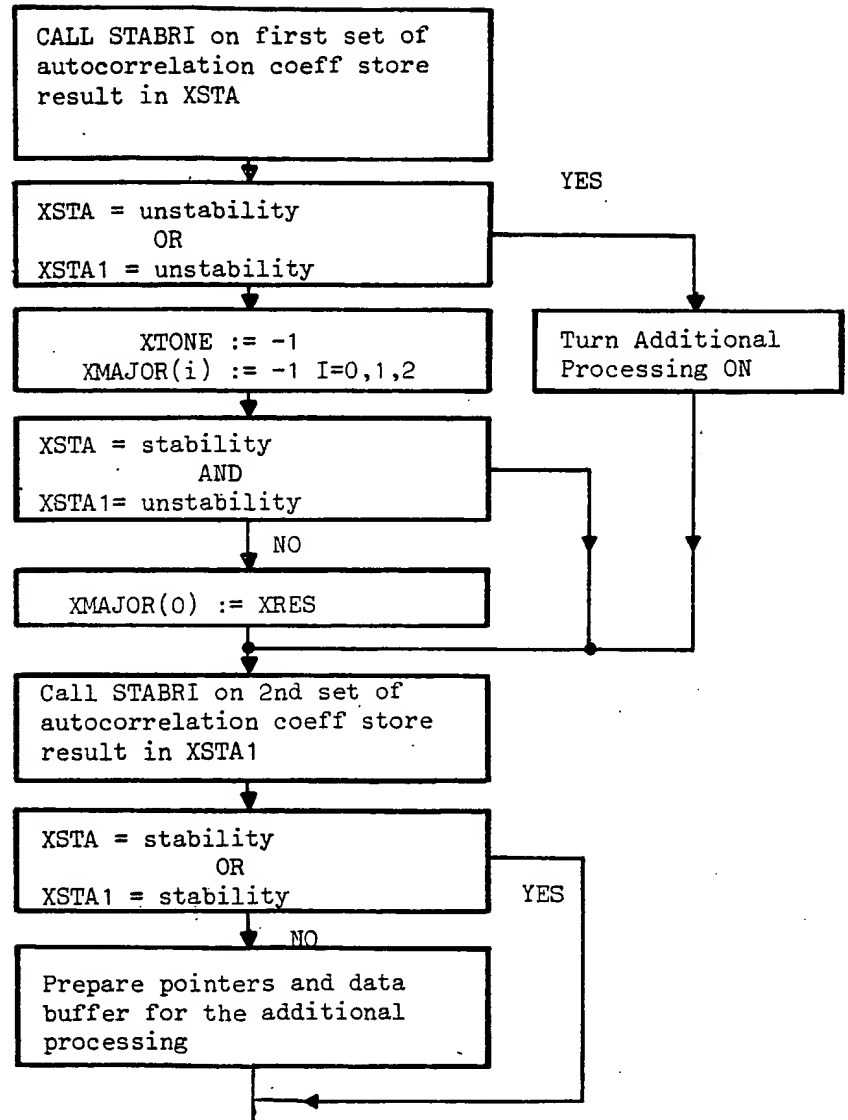 CALL STABRI on first set of
autocorrelation coeff store
result in XSTA
YES
XSTA = unstability
OR
XSTA1 = unstability
XTONE := -1
XMAJOR(i) := -1 I=0,1,2
Turn Additional
Processing ON
XSTA = stability
AND
XSTA1= unstability
NO
XMAJOR(0) := XRES
Call STABRI on 2nd set of
autocorrelation coeff store
result in XSTA1
XSTA = stability
OR
XSTA1 = stability
YES
NO
Prepare pointers and data
buffer for the additional
processing